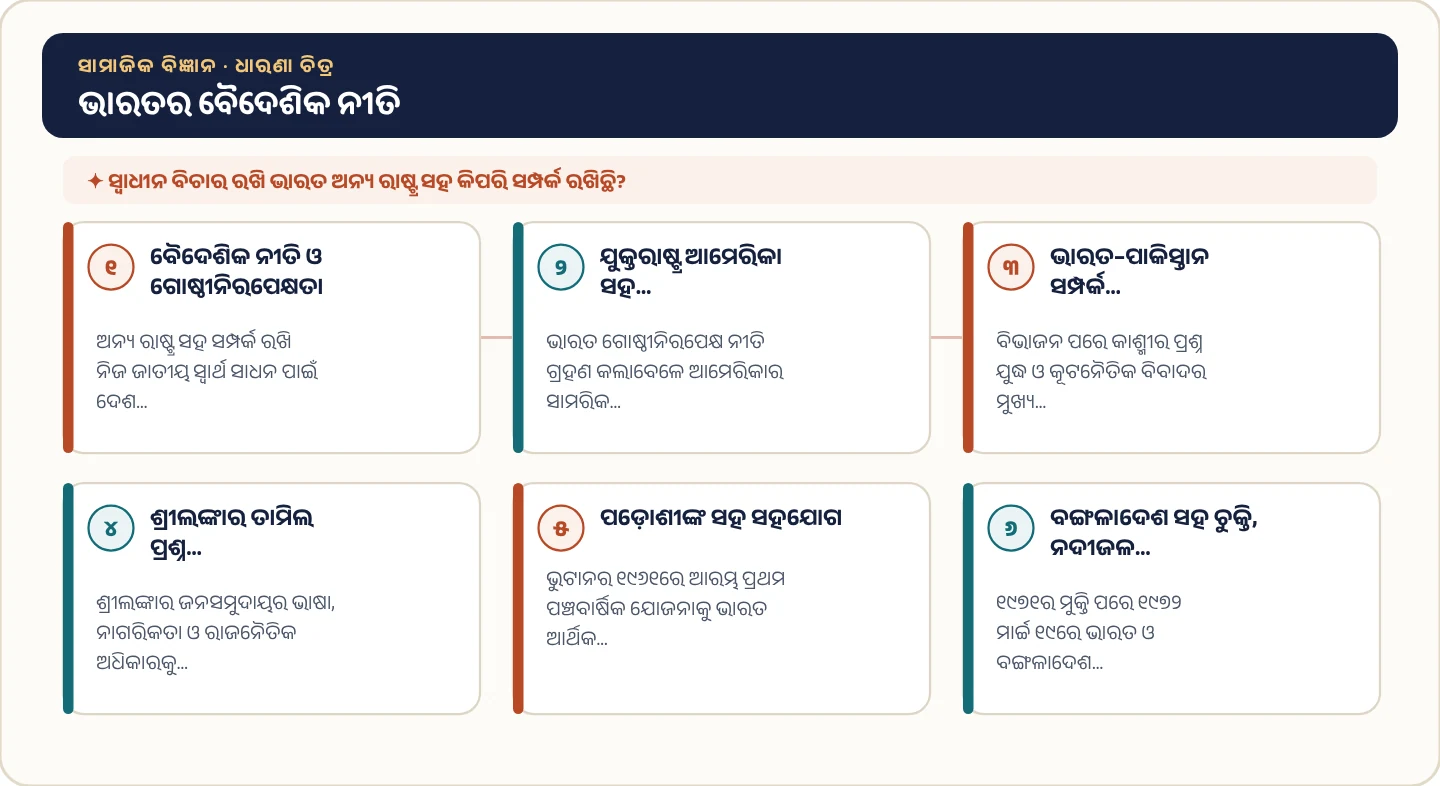 ସାମାଜିକ ବିଜ୍ଞାନ · ଧାରଣା ଚିତ୍ର
ଭାରତର ବୈଦେଶିକ ନୀତି
✦ ସ୍ୱାଧୀନ ବିଚାର ରଖି ଭାରତ ଅନ୍ୟ ରାଷ୍ଟ୍ର ସହ କିପରି ସମ୍ପର୍କ ରଖିଛି?
୧
ବୈଦେଶିକ ନୀତି ଓ
ଗୋଷ୍ଠୀନିରପେକ୍ଷତା
ଅନ୍ୟ ରାଷ୍ଟ୍ର ସହ ସମ୍ପର୍କ ରଖି
ନିଜ ଜାତୀୟ ସ୍ୱାର୍ଥ ସାଧନ ପାଇଁ
ଦେଶ...
୨
ଯୁକ୍ତରାଷ୍ଟ୍ର ଆମେରିକା
ସହ...
ଭାରତ ଗୋଷ୍ଠୀନିରପେକ୍ଷ ନୀତି
ଗ୍ରହଣ କଲାବେଳେ ଆମେରିକାର
ସାମରିକ...
୩
ଭାରତ-ପାକିସ୍ତାନ
ସମ୍ପର୍କ...
ବିଭାଜନ ପରେ କାଶ୍ମୀର ପ୍ରଶ୍ନ
ଯୁଦ୍ଧ ଓ କୂଟନୈତିକ ବିବାଦର
ମୁଖ୍ୟ...
୪
ଶ୍ରୀଲଙ୍କାର ତାମିଲ
ପ୍ରଶ୍ନ...
ଶ୍ରୀଲଙ୍କାର ଜନସମୁଦାୟର ଭାଷା,
ନାଗରିକତା ଓ ରାଜନୈତିକ
ଅଧିକାରକୁ...
୫
ପଡ଼ୋଶୀଙ୍କ ସହ ସହଯୋଗ
ଭୁଟାନର ୧୯୬୧ରେ ଆରମ୍ଭ ପ୍ରଥମ
ପଞ୍ଚବାର୍ଷିକ ଯୋଜନାକୁ ଭାରତ
ଆର୍ଥିକ...
୬
ବଙ୍ଗଳାଦେଶ ସହ ଚୁକ୍ତି,
ନଦୀଜଳ...
୧୯୭୧ର ମୁକ୍ତି ପରେ ୧୯୭୨
ମାର୍ଚ୍ଚ ୧୯ରେ ଭାରତ ଓ
ବଙ୍ଗଳାଦେଶ...